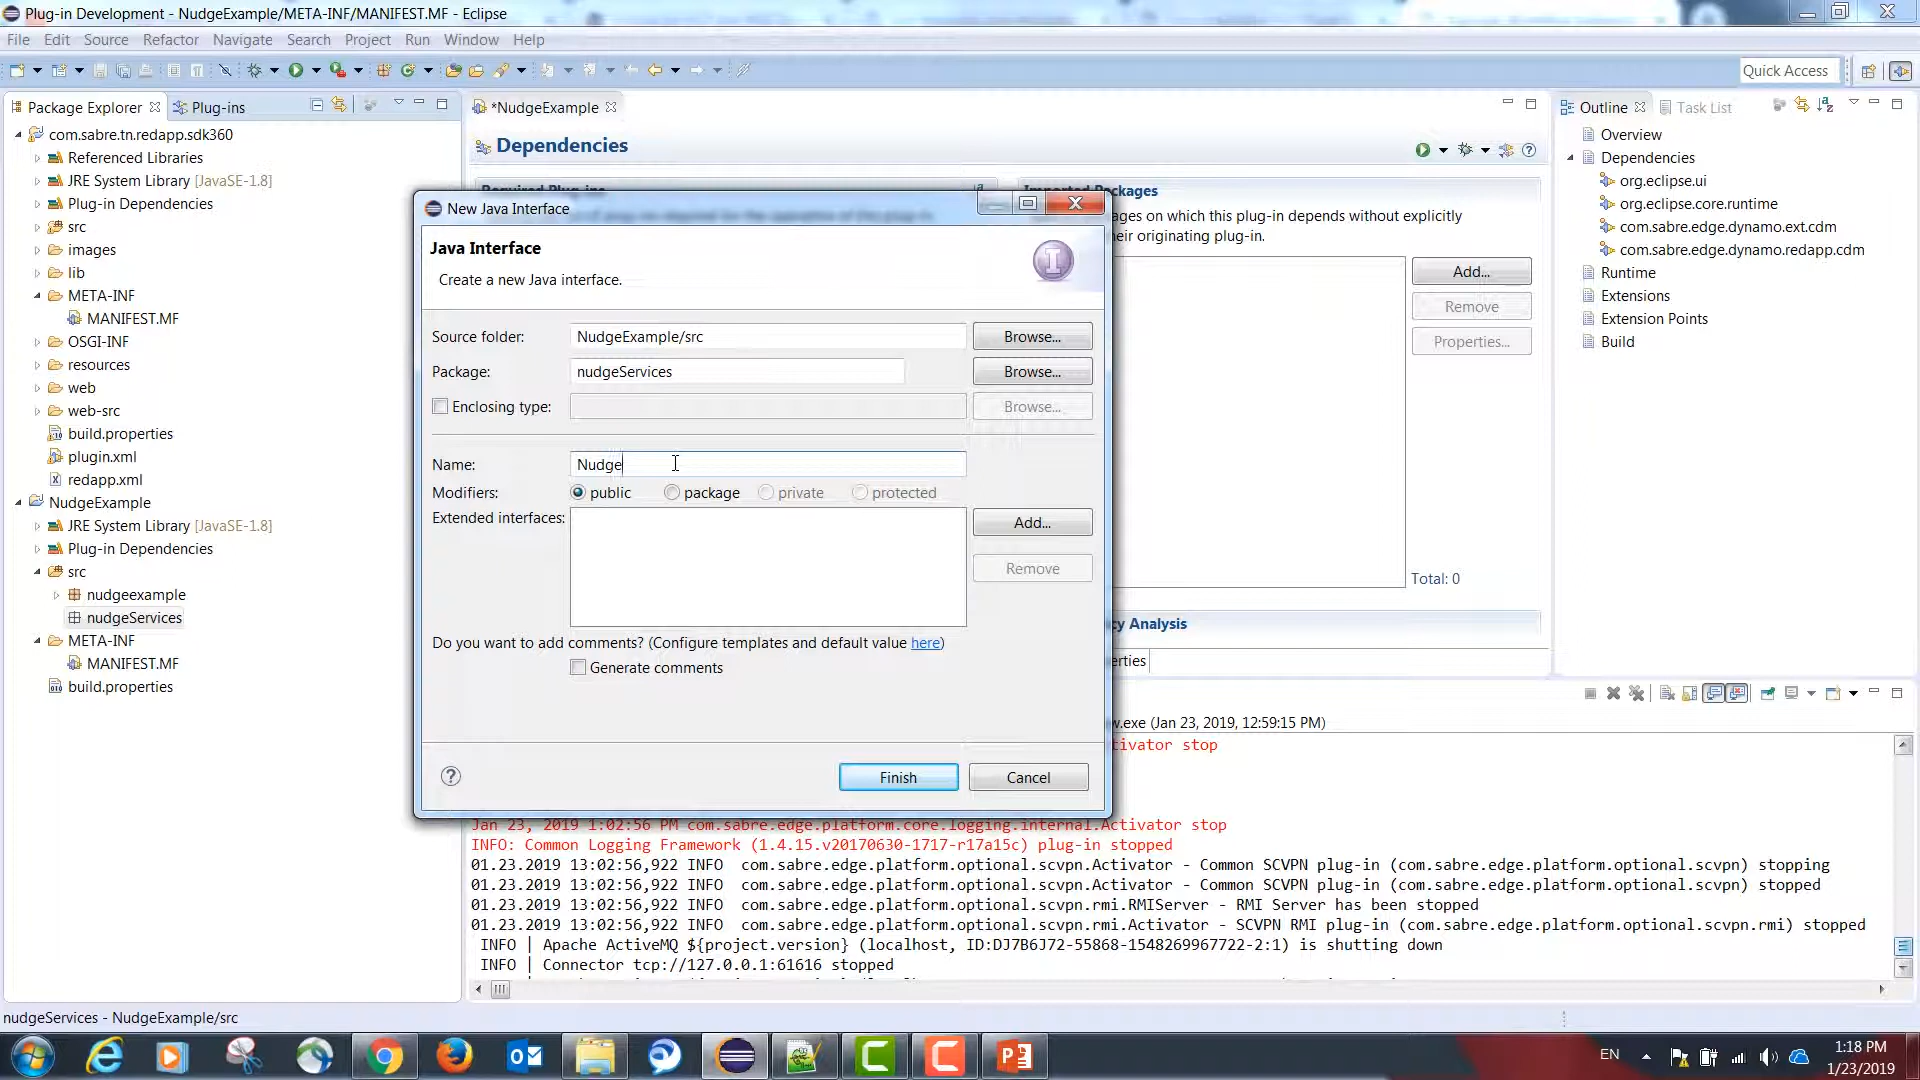 Plug-in Development - NudgeExample/META-INF/MANIFEST.MF - Eclipse
File Edit Source Refactor Navigate Search Project Run Window Help
Quick Access
Package Explorer Plug-ins
*NudgeExample
Outline Task List
com.sabre.tn.redapp.sdk360
Referenced Libraries
JRE System Library [JavaSE-1.8]
Plug-in Dependencies
src
images
lib
META-INF
MANIFEST.MF
OSGI-INF
resources
web
web-src
build.properties
plugin.xml
redapp.xml
NudgeExample
JRE System Library [JavaSE-1.8]
Plug-in Dependencies
src
nudgeexample
nudgeServices
META-INF
MANIFEST.MF
build.properties
Dependencies
Required Plug-ins
Imported Packages
ages on which this plug-in depends without explicitly
heir originating plug-in.
Add...
Remove
Properties...
Total: 0
cy Analysis
erties
New Java Interface
Java Interface
Create a new Java interface.
Source folder: NudgeExample/src Browse...
Package: nudgeServices Browse...
Enclosing type: Browse...
Name: Nudge
Modifiers: public package private protected
Extended interfaces: Add...
Remove
Do you want to add comments? (Configure templates and default value here)
Generate comments
Finish Cancel
Overview
Dependencies
org.eclipse.ui
org.eclipse.core.runtime
com.sabre.edge.dynamo.ext.cdm
com.sabre.edge.dynamo.redapp.cdm
Runtime
Extensions
Extension Points
Build
w.exe (Jan 23, 2019, 12:59:15 PM)
tivator stop
Jan 23, 2019 1:02:56 PM com.sabre.edge.platform.core.logging.internal.Activator stop
INFO: Common Logging Framework (1.4.15.v20170630-1717-r17a15c) plug-in stopped
01.23.2019 13:02:56,922 INFO com.sabre.edge.platform.optional.scvpn.Activator - Common SCVPN plug-in (com.sabre.edge.platform.optional.scvpn) stopping
01.23.2019 13:02:56,922 INFO com.sabre.edge.platform.optional.scvpn.Activator - Common SCVPN plug-in (com.sabre.edge.platform.optional.scvpn) stopped
01.23.2019 13:02:56,922 INFO com.sabre.edge.platform.optional.scvpn.rmi.RMIServer - RMI Server has been stopped
01.23.2019 13:02:56,924 INFO com.sabre.edge.platform.optional.scvpn.rmi.Activator - SCVPN RMI plug-in (com.sabre.edge.platform.optional.scvpn.rmi) stopped
INFO | Apache ActiveMQ ${project.version} (localhost, ID:DJ7B6J72-55868-1548269967722-2:1) is shutting down
INFO | Connector tcp://127.0.0.1:61616 stopped
nudgeServices - NudgeExample/src
EN
1:18 PM
1/23/2019